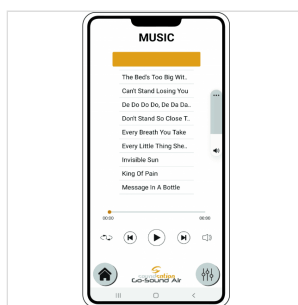 MUSIC
The Bed's Too Big Wit..
Can't Stand Losing You
De Do Do Do, De Da Da..
Don't Stand So Close T..
Every Breath You Take
Every Little Thing She..
Invisible Sun
King Of Pain
Message In A Bottle
00:00 00:00
soundsation
Go-Sound Air